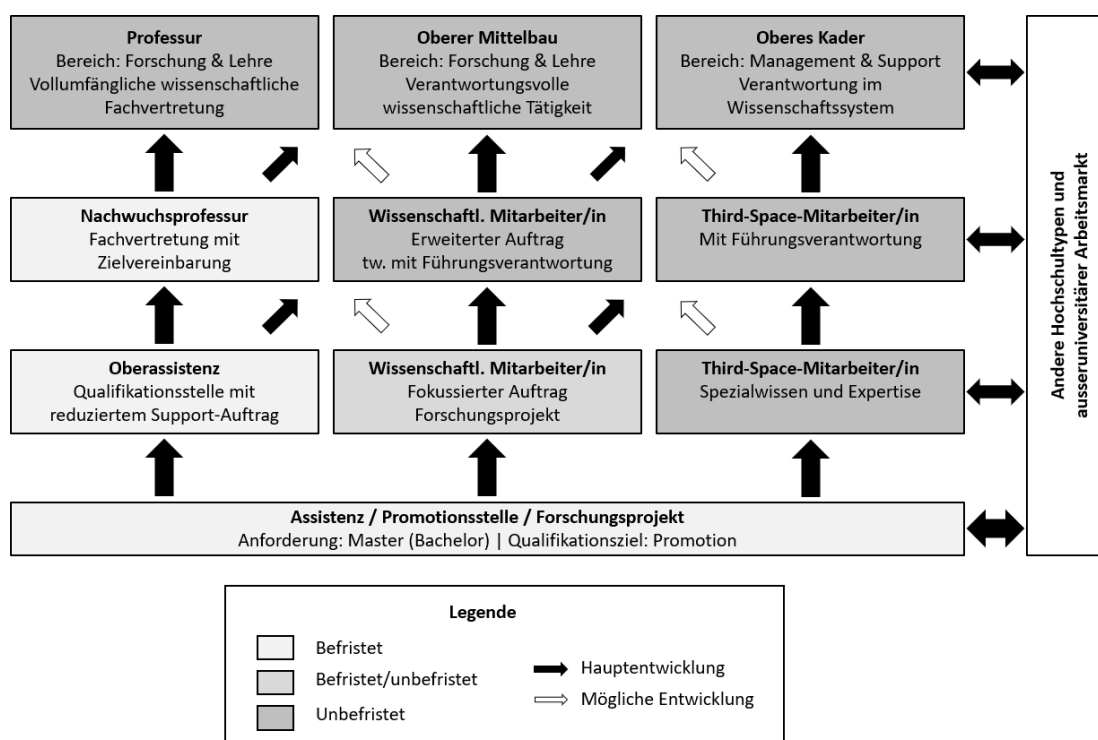 Professur
Bereich: Forschung & Lehre
Vollumfängliche wissenschaftliche
Fachvertretung
Oberer Mittelbau
Bereich: Forschung & Lehre
Verantwortungsvolle
wissenschaftliche Tätigkeit
Oberes Kader
Bereich: Management & Support
Verantwortung im
Wissenschaftssystem
Nachwuchsprofessur
Fachvertretung mit
Zielvereinbarung
Wissenschaftl. Mitarbeiter/in
Erweiterter Auftrag
tw. mit Führungsverantwortung
Third-Space-Mitarbeiter/in
Mit Führungsverantwortung
Oberassistenz
Qualifikationsstelle mit
reduziertem Support-Auftrag
Wissenschaftl. Mitarbeiter/in
Fokussierter Auftrag
Forschungsprojekt
Third-Space-Mitarbeiter/in
Spezialwissen und Expertise
Assistenz / Promotionsstelle / Forschungsprojekt
Anforderung: Master (Bachelor) | Qualifikationsziel: Promotion
Andere Hochschultypen und
ausseruniversitärer Arbeitsmarkt
Legende
Befristet
Befristet/unbefristet
Unbefristet
Hauptentwicklung
Mögliche Entwicklung